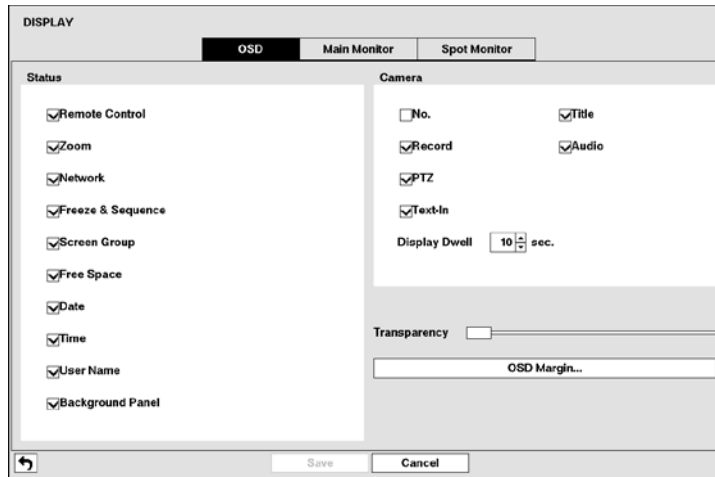 DISPLAY
OSD
Main Monitor
Spot Monitor
Status
Remote Control
Zoom
Network
Freeze & Sequence
Screen Group
Free Space
Date
Time
User Name
Background Panel
Camera
No.
Title
Record
Audio
PTZ
Text-In
Display Dwell 10 sec.
Transparency
OSD Margin...
Save
Cancel